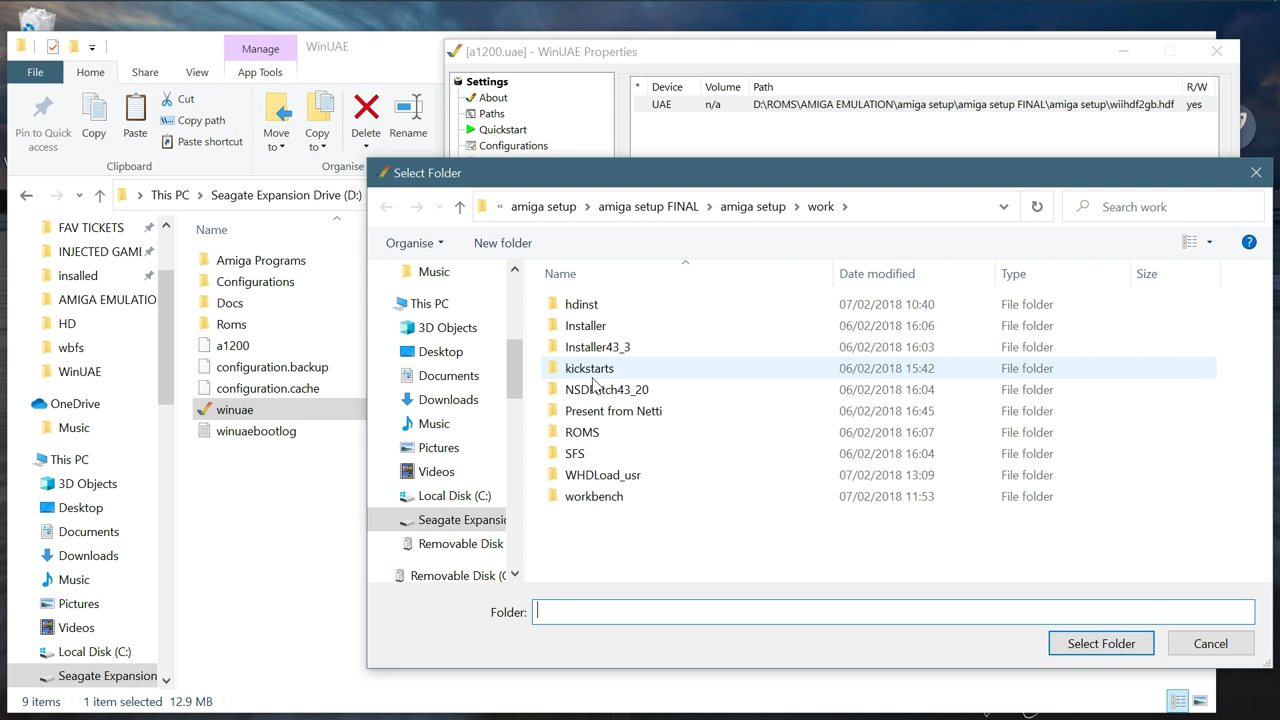 Manage
WinUAE
File
Home
Share
View
App Tools
Pin to Quick
access
Copy
Paste
Cut
Copy path
Paste shortcut
Move
to
Copy
to
Delete
Rename
Clipboard
Organise
This PC > Seagate Expansion Drive (D:)
FAV TICKETS
INJECTED GAMI
insalled
AMIGA EMULATIO
HD
wbfs
WinUAE
OneDrive
Music
This PC
3D Objects
Desktop
Documents
Downloads
Music
Pictures
Videos
Local Disk (C:)
Seagate Expansion
Name
Amiga Programs
Configurations
Docs
Roms
a1200
configuration.backup
configuration.cache
winuae
winuaebootlog
9 items
1 item selected 12.9 MB
[a1200.uae] - WinUAE Properties
Settings
About
Paths
Quickstart
Configurations
* Device Volume Path R/W
UAE n/a D:\ROMS\AMIGA EMULATION\amiga setup\amiga setup FINAL\amiga setup\wiihdf2gb.hdf yes
Select Folder
« amiga setup > amiga setup FINAL > amiga setup > work >
Search work
Organise
New folder
Music
This PC
3D Objects
Desktop
Documents
Downloads
Music
Pictures
Videos
Local Disk (C:)
Seagate Expansi
Removable Disk
Removable Disk (
Name Date modified Type Size
hdinst 07/02/2018 10:40 File folder
Installer 06/02/2018 16:06 File folder
Installer43_3 06/02/2018 16:03 File folder
kickstarts 06/02/2018 15:42 File folder
06/02/2018 16:04 File folder
Present from Netti 06/02/2018 16:45 File folder
ROMS 06/02/2018 16:07 File folder
SFS 06/02/2018 16:04 File folder
WHDLoad_usr 07/02/2018 13:09 File folder
workbench 07/02/2018 11:53 File folder
Folder:
Select Folder
Cancel